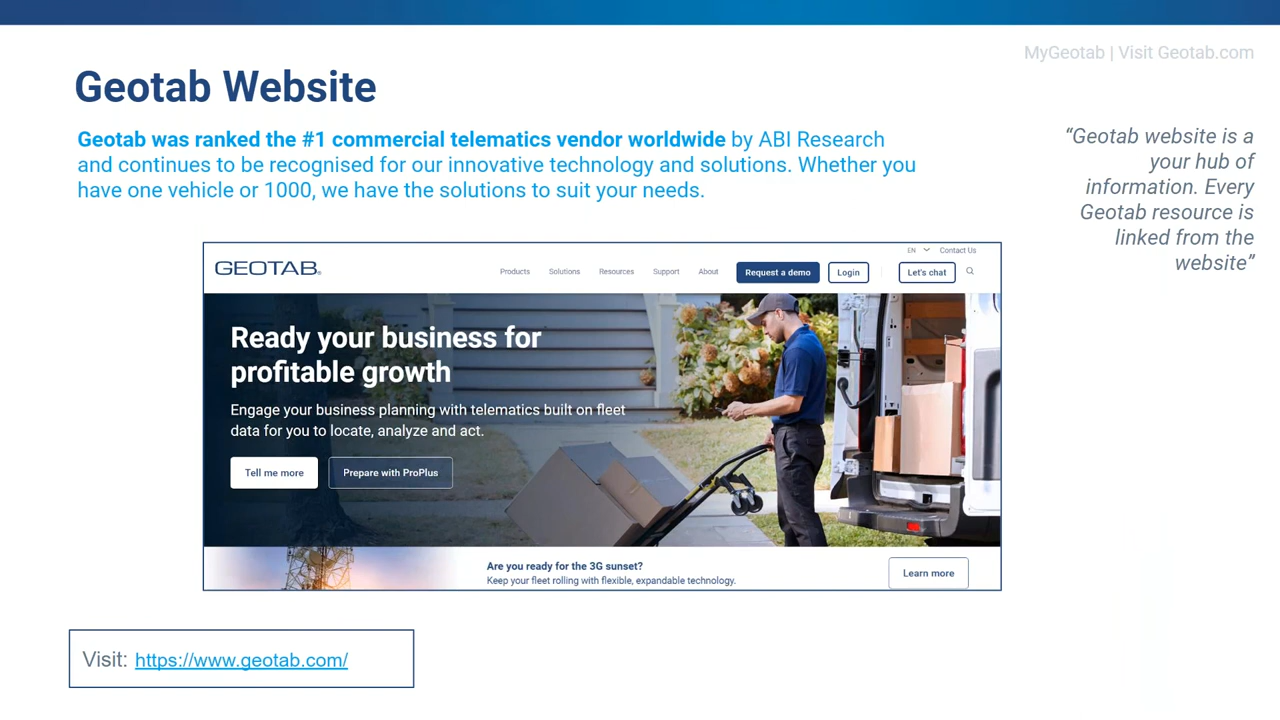 MyGeotab | Visit Geotab.com
Geotab Website
Geotab was ranked the #1 commercial telematics vendor worldwide by ABI Research
and continues to be recognised for our innovative technology and solutions. Whether you
have one vehicle or 1000, we have the solutions to suit your needs.
“Geotab website is a
your hub of
information. Every
Geotab resource is
linked from the
website”
EN Contact Us
GEOTAB®
Products Solutions Resources Support About Request a demo Login Let's chat
Ready your business for
profitable growth
Engage your business planning with telematics built on fleet
data for you to locate, analyze and act.
Tell me more Prepare with ProPlus
Are you ready for the 3G sunset?
Keep your fleet rolling with flexible, expandable technology.
Learn more
Visit: https://www.geotab.com/